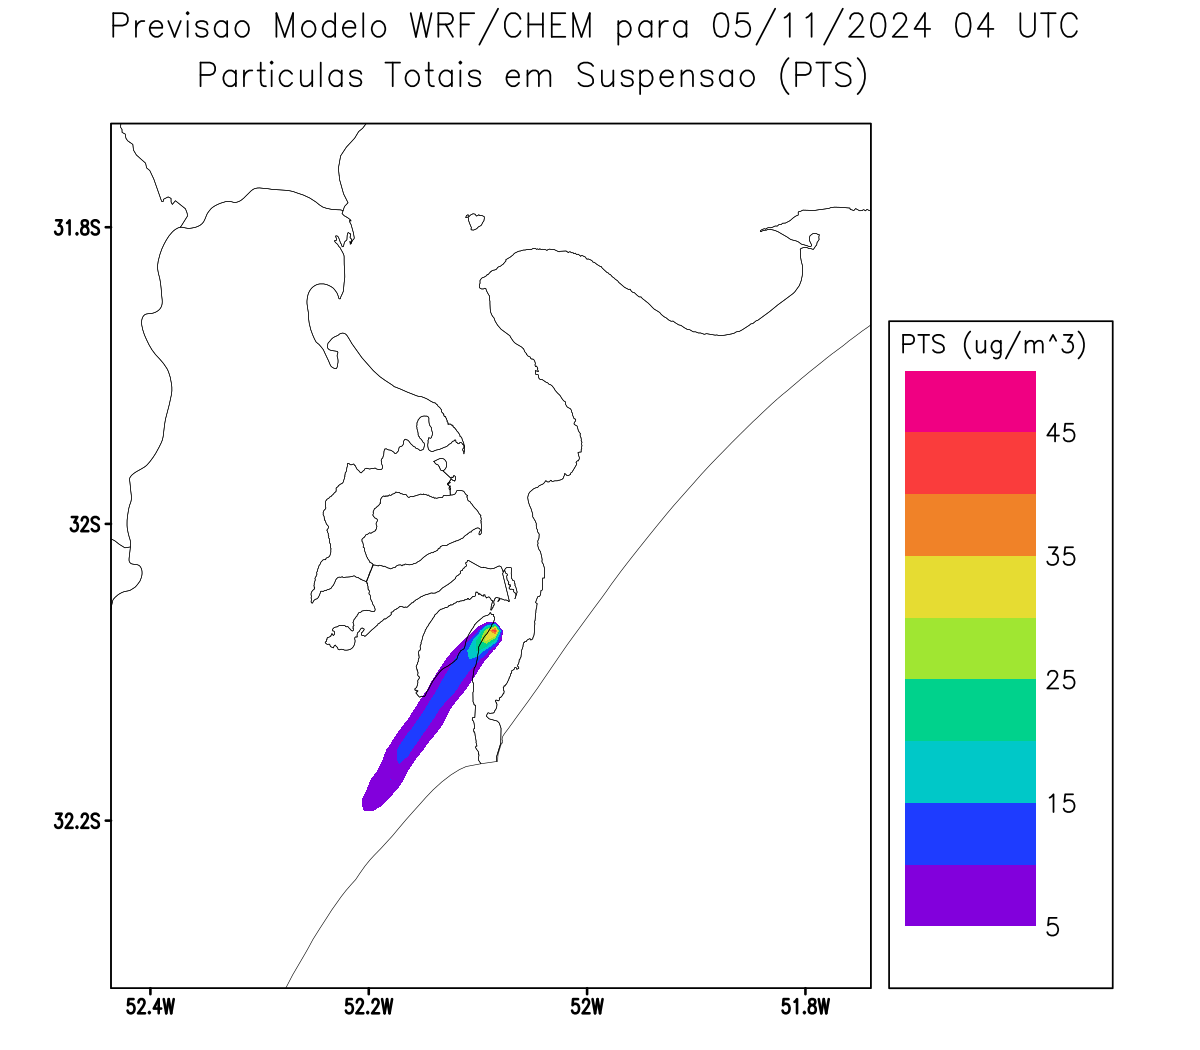 Previsao Modelo WRF/CHEM para 05/11/2024 04 UTC
Particulas Totais em Suspensao (PTS)
31.8S
32S
32.2S
52.4W
52.2W
52W
51.8W
PTS (ug/m^3)
45
35
25
15
5